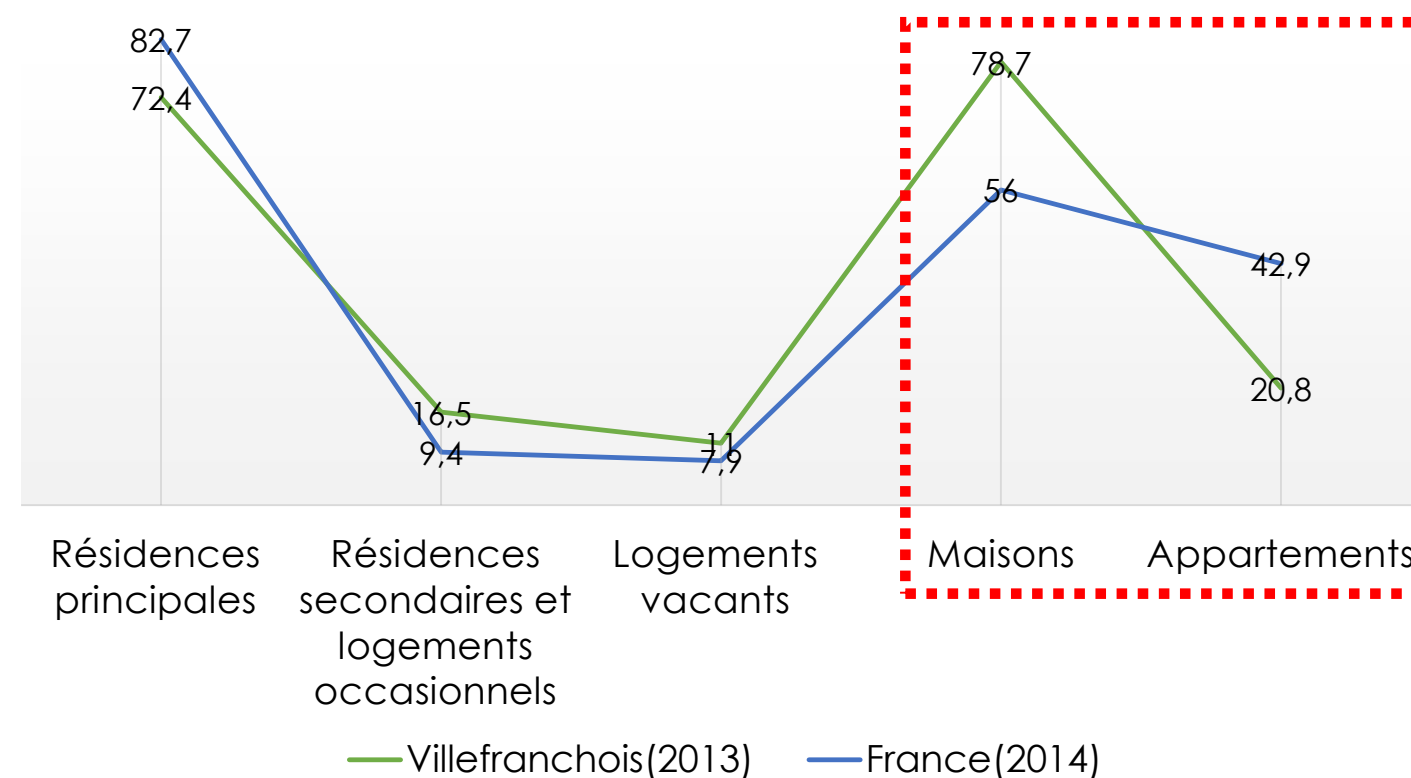 82,7
72,4
16,5
9,4
11
7,9
78,7
56
42,9
20,8
Résidences
principales
Résidences
secondaires et
logements
occasionnels
Logements
vacants
Maisons
Appartements
Villefranchois(2013)
France(2014)